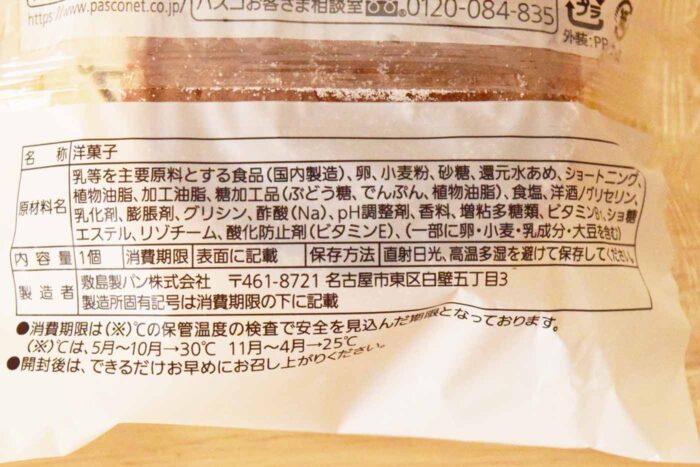 https://www.pasconet.co.jp/
パスコお客さま相談室 0120-084-835
プラ
外装:PP
名称 洋菓子
原材料名 乳等を主要原料とする食品(国内製造)、卵、小麦粉、砂糖、還元水あめ、ショートニング、
植物油脂、加工油脂、糖加工品(ぶどう糖、でんぷん、植物油脂)、食塩、洋酒/グリセリン、
乳化剤、膨脹剤、グリシン、酢酸(Na)、pH調整剤、香料、増粘多糖類、ビタミンB1、ショ糖
エステル、リゾチーム、酸化防止剤(ビタミンE)、(一部に卵・小麦・乳成分・大豆を含む)
内容量 1個 消費期限 表面に記載 保存方法 直射日光、高温多湿を避けて保存してください。
製造者 敷島製パン株式会社 〒461-8721 名古屋市東区白壁五丁目3
製造所固有記号は消費期限の下に記載
●消費期限は(※)℃の保管温度の検査で安全を見込んだ期限となっております。
(※)℃は、5月～10月→30℃ 11月～4月→25℃
●開封後は、できるだけお早めにお召し上がりください。